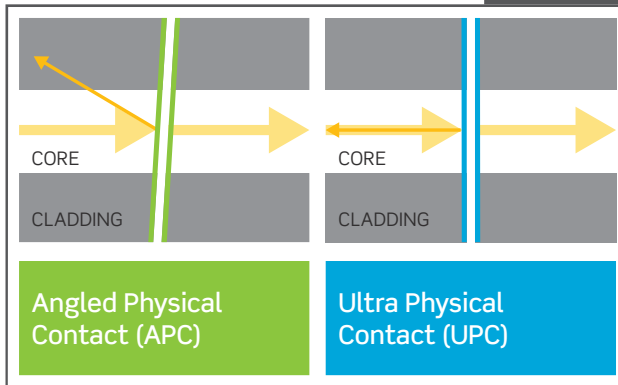 CORE
CLADDING
CORE
CLADDING
Angled Physical
Contact (APC)
Ultra Physical
Contact (UPC)